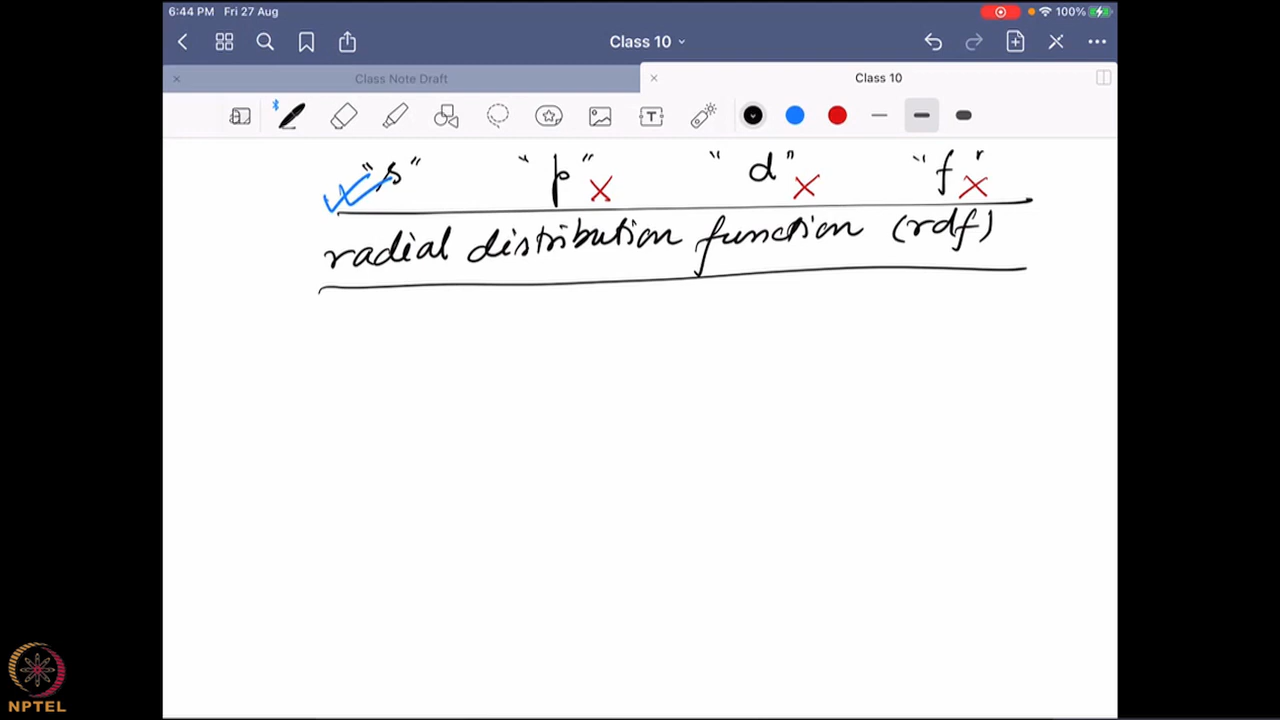 6:44 PM Fri 27 Aug
100%
Class 10
Class Note Draft
Class 10
T
"s" "p" "d" "f"
radial distribution function (rdf)
NPTEL